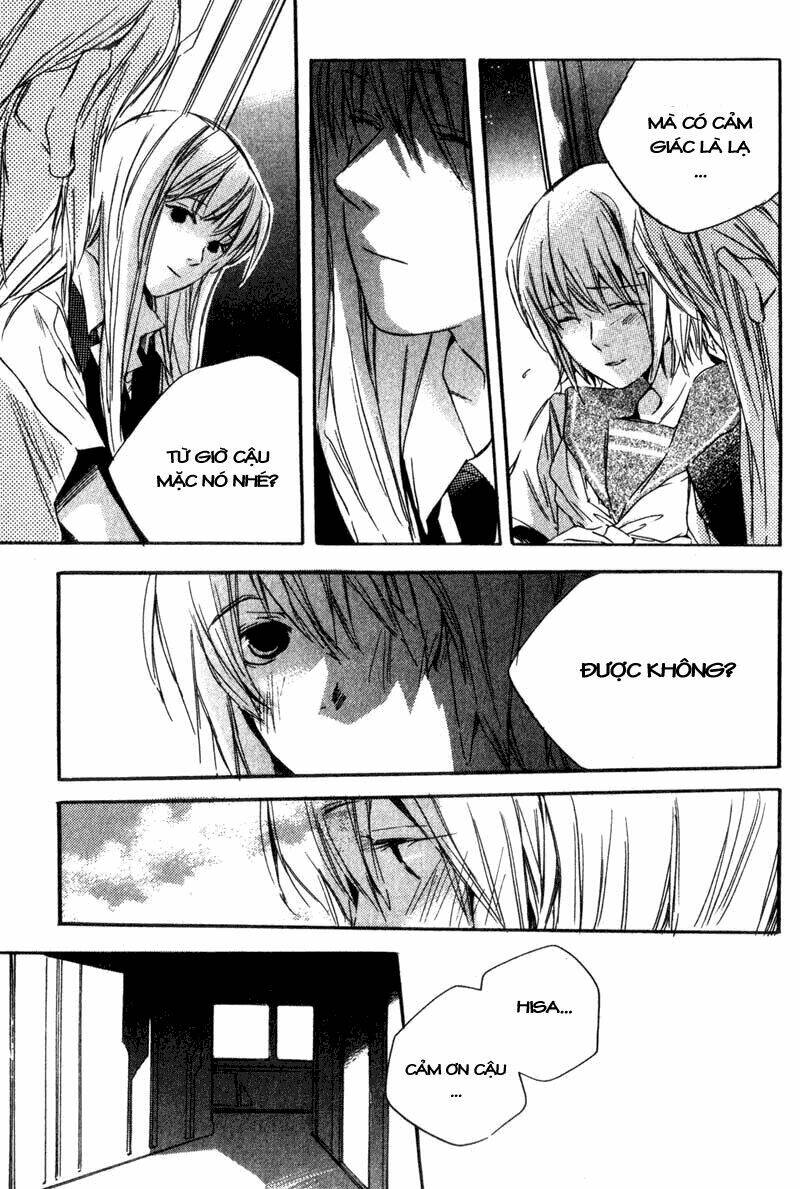 MÀ CÓ CẢM
GIÁC LÀ LẠ
...
TỪ GIỜ CẬU
MẶC NÓ NHÉ?
ĐƯỢC KHÔNG?
HISA...
CẢM ƠN CẬU
...